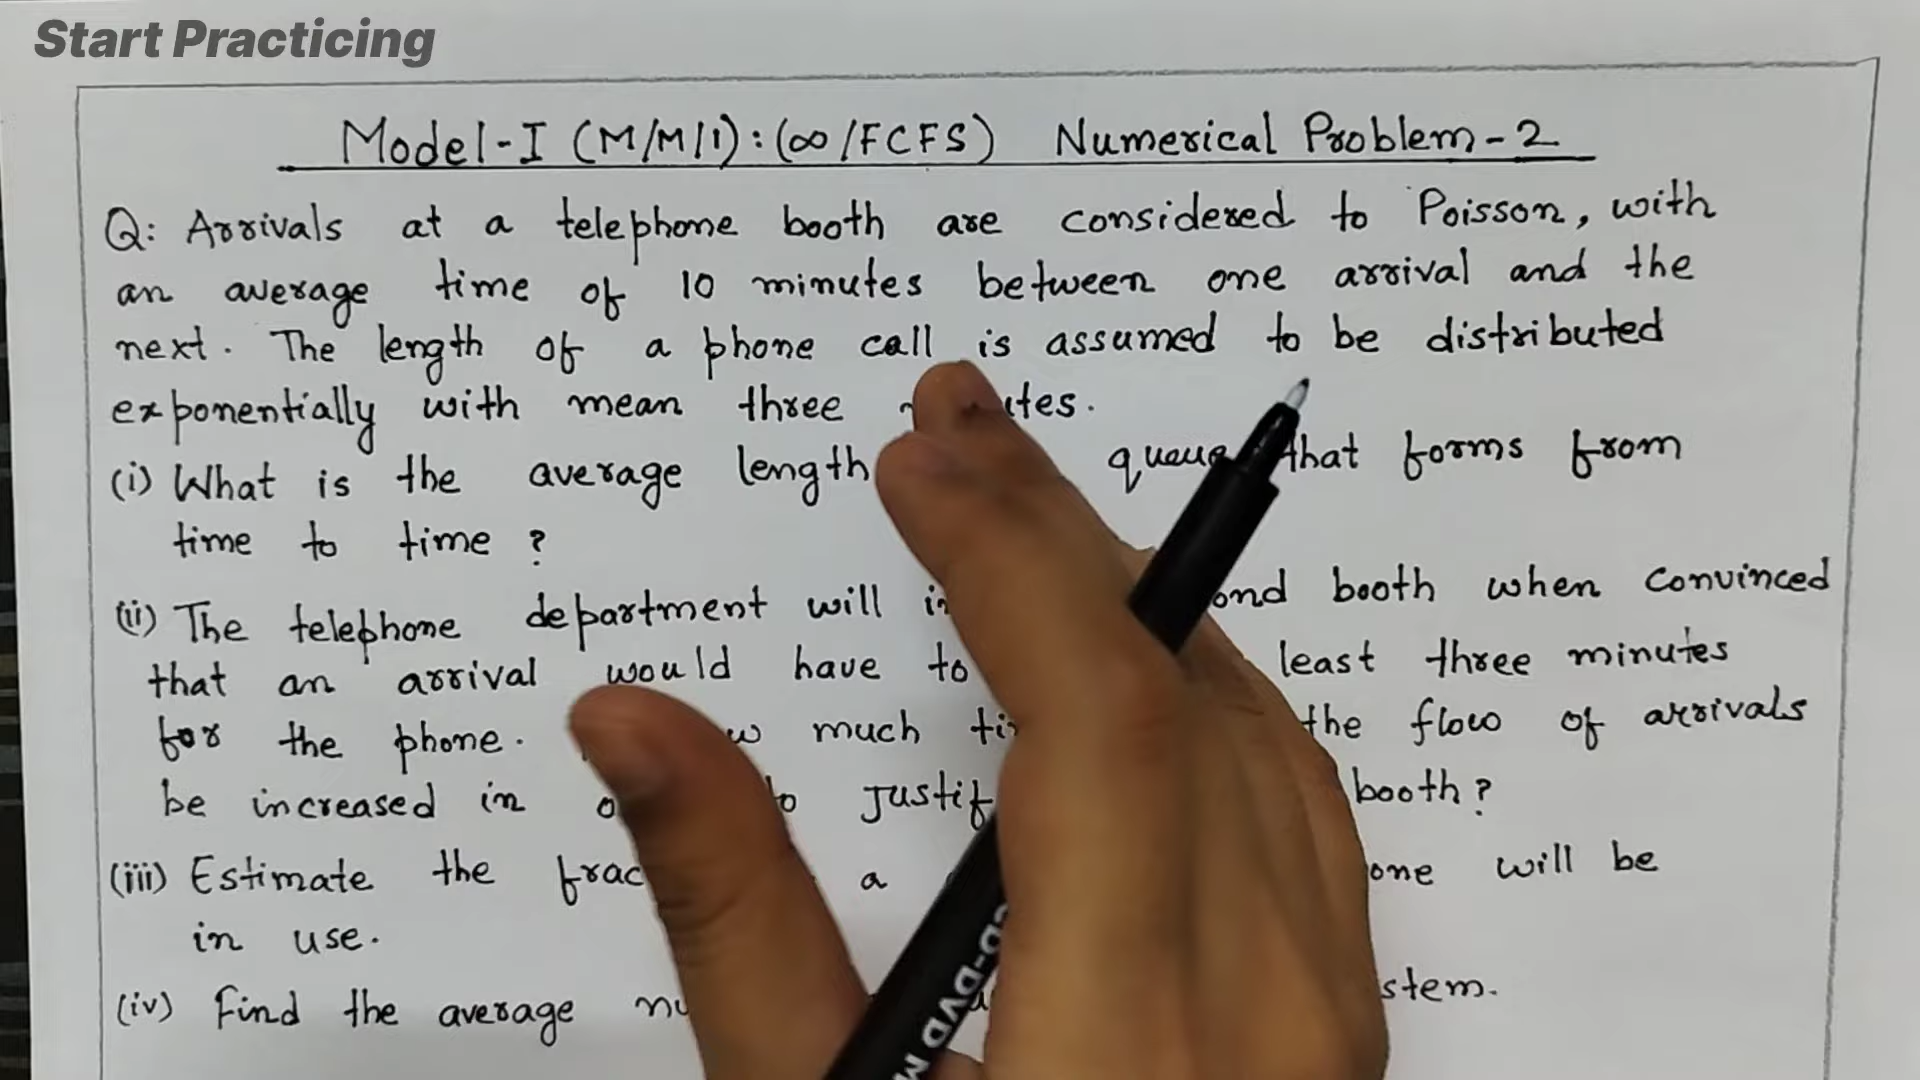 Start Practicing
Model-I (M/M/1):(∞/FCFS) Numerical Problem-2
Q: Arrivals at a telephone booth are considered to Poisson, with
an average time of 10 minutes between one arrival and the
next. The length of a phone call is assumed to be distributed
exponentially with mean three
(i) What is the average length queue that forms from
time to time ?
(ii) The telephone department will booth when convinced
that an arrival would have to least three minutes
for the phone. much the flow of arrivals
be increased in booth?
(iii) Estimate the a will be
in use.
(iv) Find the average
CD-DVD